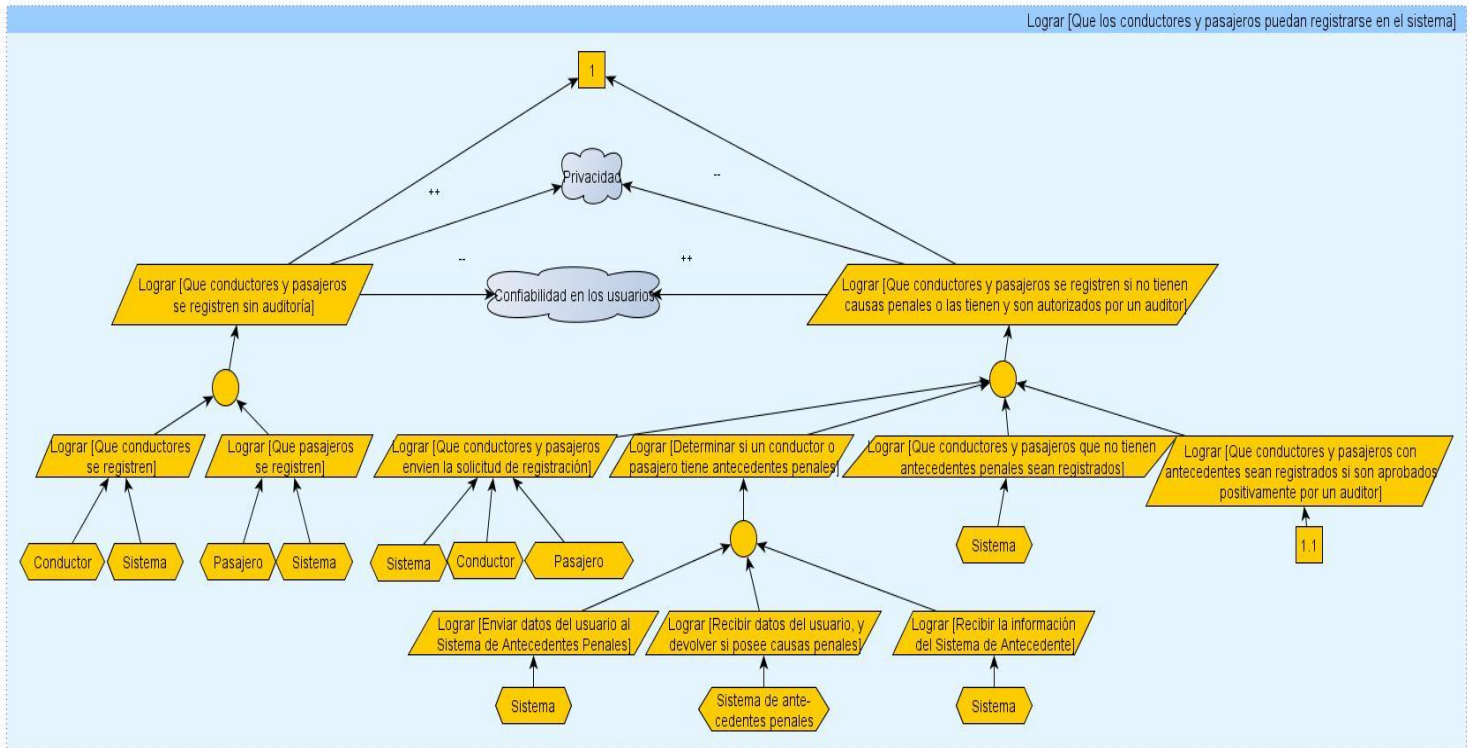 Lograr [Que los conductores y pasajeros puedan registrarse en el sistema]
1
Privacidad
++
--
--
++
Confiabilidad en los usuarios
Lograr [Que conductores y pasajeros
se registren sin auditoría]
Lograr [Que conductores y pasajeros se registren si no tienen
causas penales o las tienen y son autorizados por un auditor]
Lograr [Que conductores
se registren]
Lograr [Que pasajeros
se registren]
Lograr [Que conductores y pasajeros
envien la solicitud de registración]
Lograr [Determinar si un conductor o
pasajero tiene antecedentes penales]
Lograr [Que conductores y pasajeros que no tienen
antecedentes penales sean registrados]
Lograr [Que conductores y pasajeros con
antecedentes sean registrados si son aprobados
positivamente por un auditor]
Conductor
Sistema
Pasajero
Sistema
Sistema
Conductor
Pasajero
Sistema
1.1
Lograr [Enviar datos del usuario al
Sistema de Antecedentes Penales]
Lograr [Recibir datos del usuario, y
devolver si posee causas penales]
Lograr [Recibir la información
del Sistema de Antecedente]
Sistema
Sistema de ante-
cedentes penales
Sistema